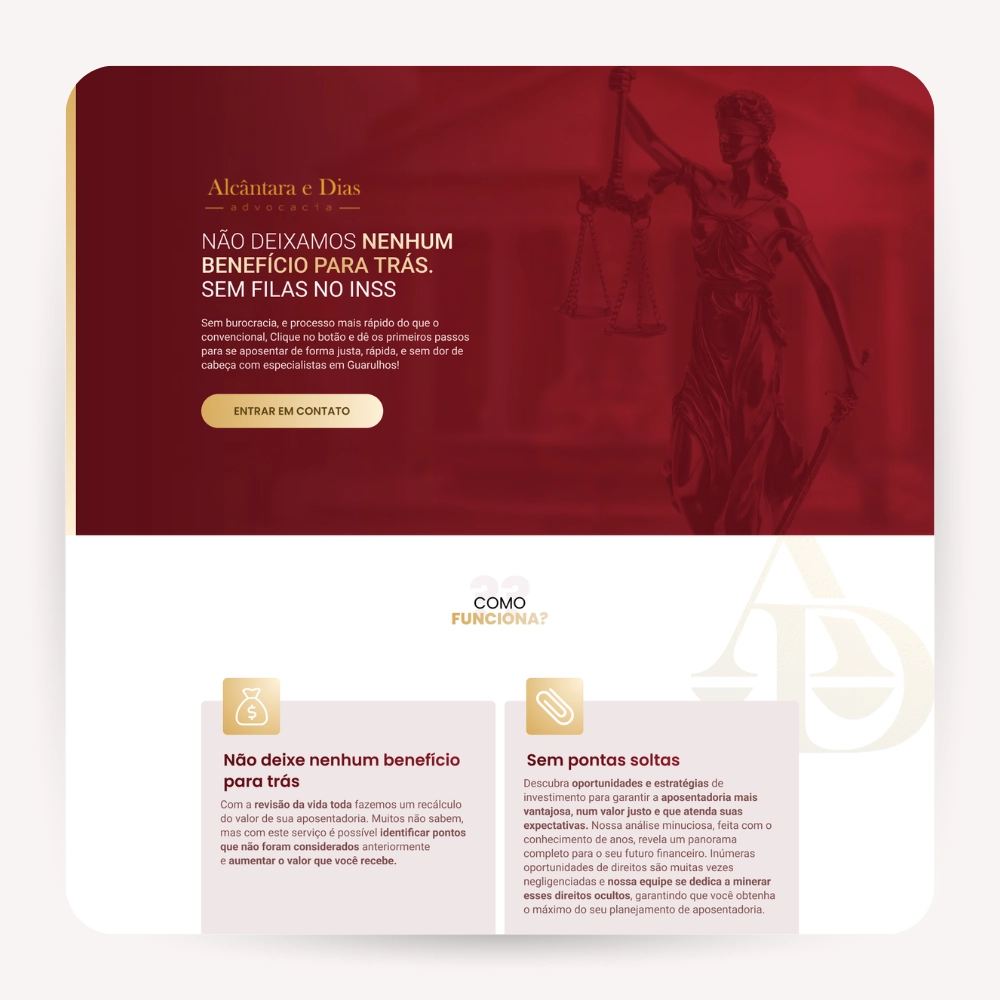 Alcântara e Dias
advocacia
NÃO DEIXAMOS NENHUM
BENEFÍCIO PARA TRÁS.
SEM FILAS NO INSS
Sem burocracia, e processo mais rápido do que o
convencional, Clique no botão e dê os primeiros passos
para se aposentar de forma justa, rápida, e sem dor de
cabeça com especialistas em Guarulhos!
ENTRAR EM CONTATO
??
COMO
FUNCIONA?
AD
$
Não deixe nenhum benefício
para trás
Com a revisão da vida toda fazemos um recálculo
do valor de sua aposentadoria. Muitos não sabem,
mas com este serviço é possível identificar pontos
que não foram considerados anteriormente
e aumentar o valor que você recebe.
Sem pontas soltas
Descubra oportunidades e estratégias de
investimento para garantir a aposentadoria mais
vantajosa, num valor justo e que atenda suas
expectativas. Nossa análise minuciosa, feita com o
conhecimento de anos, revela um panorama
completo para o seu futuro financeiro. Inúmeras
oportunidades de direitos são muitas vezes
negligenciadas e nossa equipe se dedica a minerar
esses direitos ocultos, garantindo que você obtenha
o máximo do seu planejamento de aposentadoria.